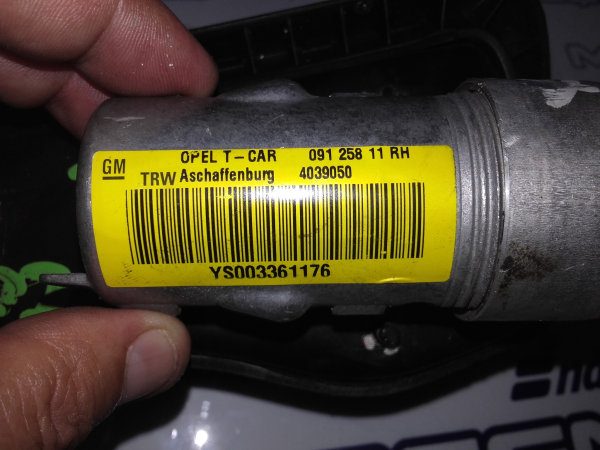 GM
OPEL T-CAR 091 258 11 RH
TRW Aschaffenburg 4039050
YS003361176